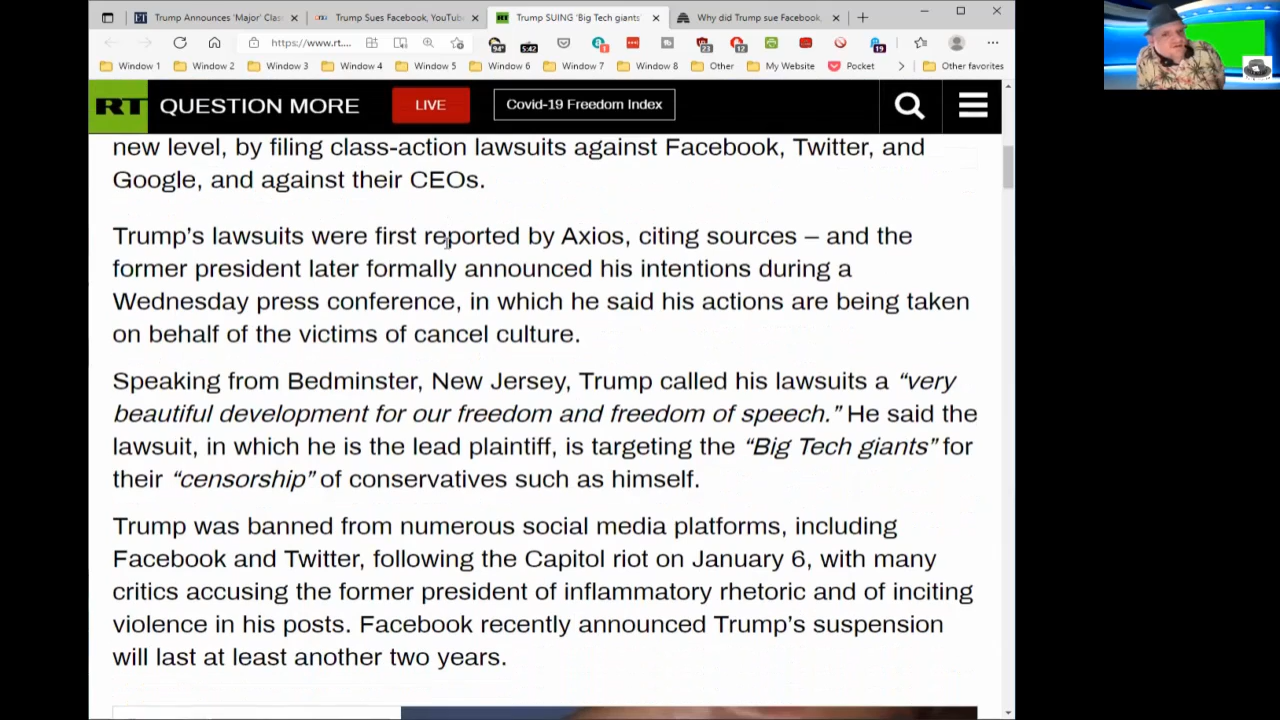 Trump Announces 'Major' Clas
Trump Sues Facebook, YouTub
Trump SUING 'Big Tech giants'
Why did Trump sue Facebook,
https://www.rt....
94°
5:42
1
23
12
19
Window 1
Window 2
Window 3
Window 4
Window 5
Window 6
Window 7
Window 8
Other
My Website
Pocket
Other favorites
RT QUESTION MORE
LIVE
Covid-19 Freedom Index
new level, by filing class-action lawsuits against Facebook, Twitter, and
Google, and against their CEOs.
Trump's lawsuits were first reported by Axios, citing sources – and the
former president later formally announced his intentions during a
Wednesday press conference, in which he said his actions are being taken
on behalf of the victims of cancel culture.
Speaking from Bedminster, New Jersey, Trump called his lawsuits a “very
beautiful development for our freedom and freedom of speech.” He said the
lawsuit, in which he is the lead plaintiff, is targeting the “Big Tech giants” for
their “censorship” of conservatives such as himself.
Trump was banned from numerous social media platforms, including
Facebook and Twitter, following the Capitol riot on January 6, with many
critics accusing the former president of inflammatory rhetoric and of inciting
violence in his posts. Facebook recently announced Trump's suspension
will last at least another two years.